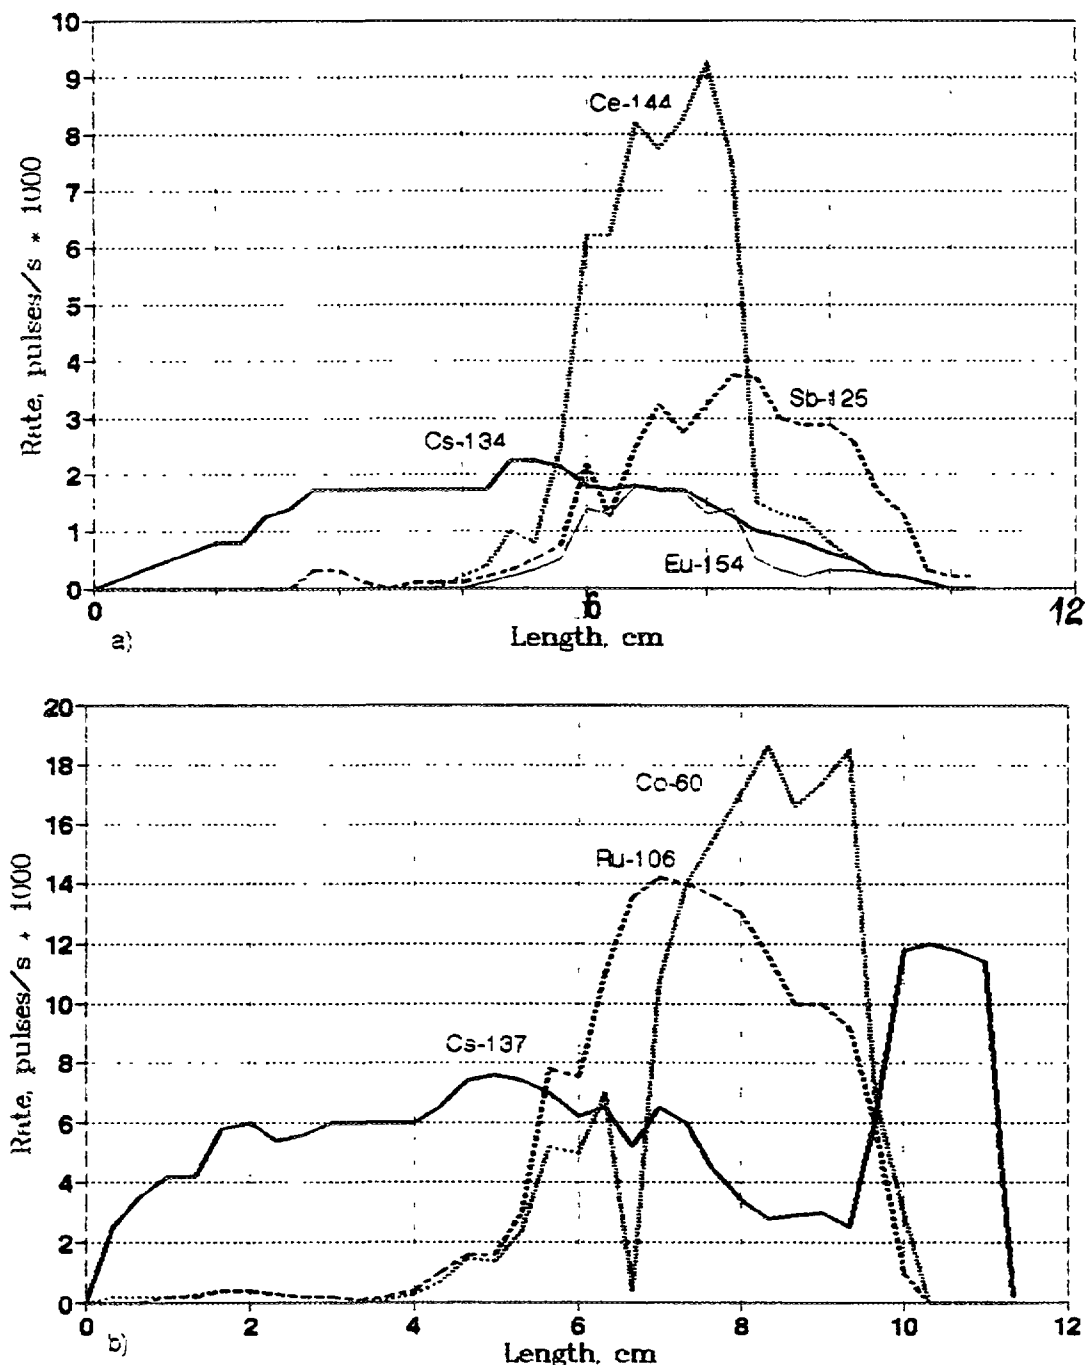 10
9
8
7
6
5
4
3
2
1
0
Rate, pulses/s * 1000
Ce-144
Sb-125
Cs-134
Eu-154
0 6 12
Length, cm
a)
20
18
16
14
12
10
8
6
4
2
0
Rate, pulses/s * 1000
Co-60
Ru-106
Cs-137
0 2 4 6 8 10 12
Length, cm
b)